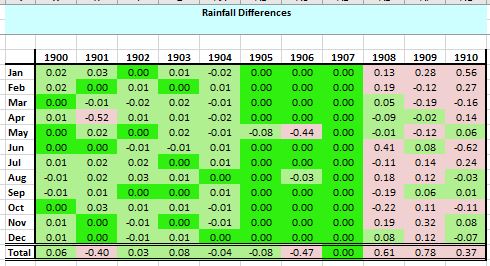 Rainfall Differences
1900 1901 1902 1903 1904 1905 1906 1907 1908 1909 1910
Jan 0.02 0.03 0.00 0.01 -0.02 0.00 0.00 0.00 0.13 0.28 0.56
Feb 0.02 0.00 0.01 0.00 0.01 0.00 0.00 0.00 0.19 -0.12 0.27
Mar 0.00 -0.01 -0.02 0.02 -0.01 0.00 0.00 0.00 0.05 -0.19 -0.16
Apr 0.01 -0.52 0.01 0.01 -0.02 0.00 0.00 0.00 -0.09 -0.02 0.14
May 0.00 0.02 0.00 0.02 -0.01 -0.08 -0.44 0.00 -0.01 -0.12 0.06
Jun 0.00 0.00 -0.01 -0.01 0.01 0.00 0.00 0.00 0.41 0.08 -0.62
Jul 0.01 0.02 0.02 0.00 0.01 0.00 0.00 0.00 -0.11 0.14 0.24
Aug -0.01 0.02 0.03 0.01 0.00 0.00 -0.03 0.00 0.18 0.12 -0.03
Sep -0.01 0.01 0.00 0.00 0.01 0.00 0.00 0.00 -0.19 0.06 0.01
Oct 0.00 0.03 0.01 0.01 -0.01 0.00 0.00 0.00 -0.22 0.11 -0.11
Nov 0.01 0.00 -0.01 0.00 -0.01 0.00 0.00 0.00 0.19 0.32 0.08
Dec 0.01 0.00 -0.01 0.01 0.00 0.00 0.00 0.00 0.08 0.12 -0.07
Total 0.06 -0.40 0.03 0.08 -0.04 -0.08 -0.47 0.00 0.61 0.78 0.37